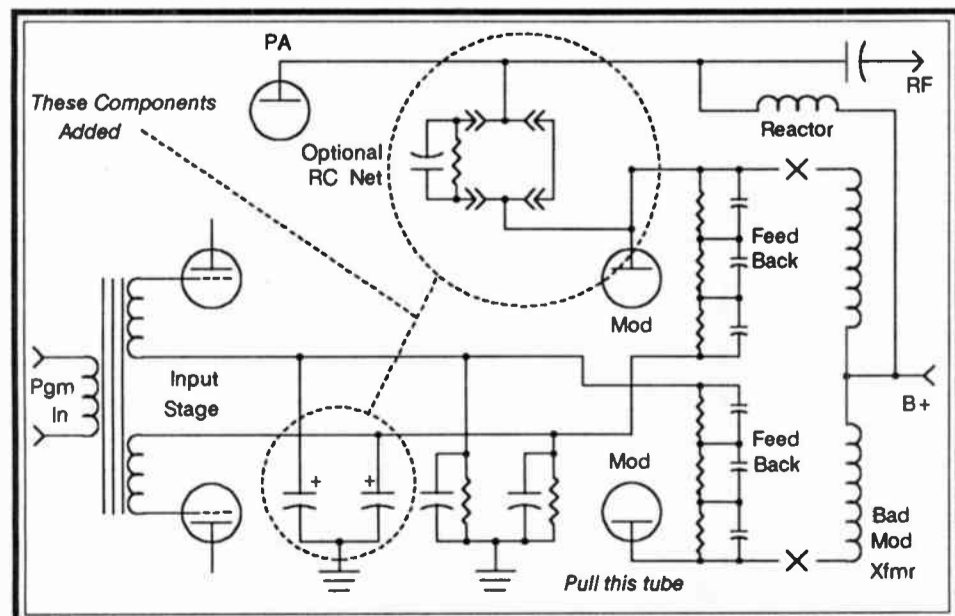 PA
RF
These Components
Added
Reactor
Optional
RC Net
Feed
Back
Mod
Pgm
In
Input
Stage
B+
+
+
Mod
Feed
Back
Bad
Mod
Xfmr
Pull this tube